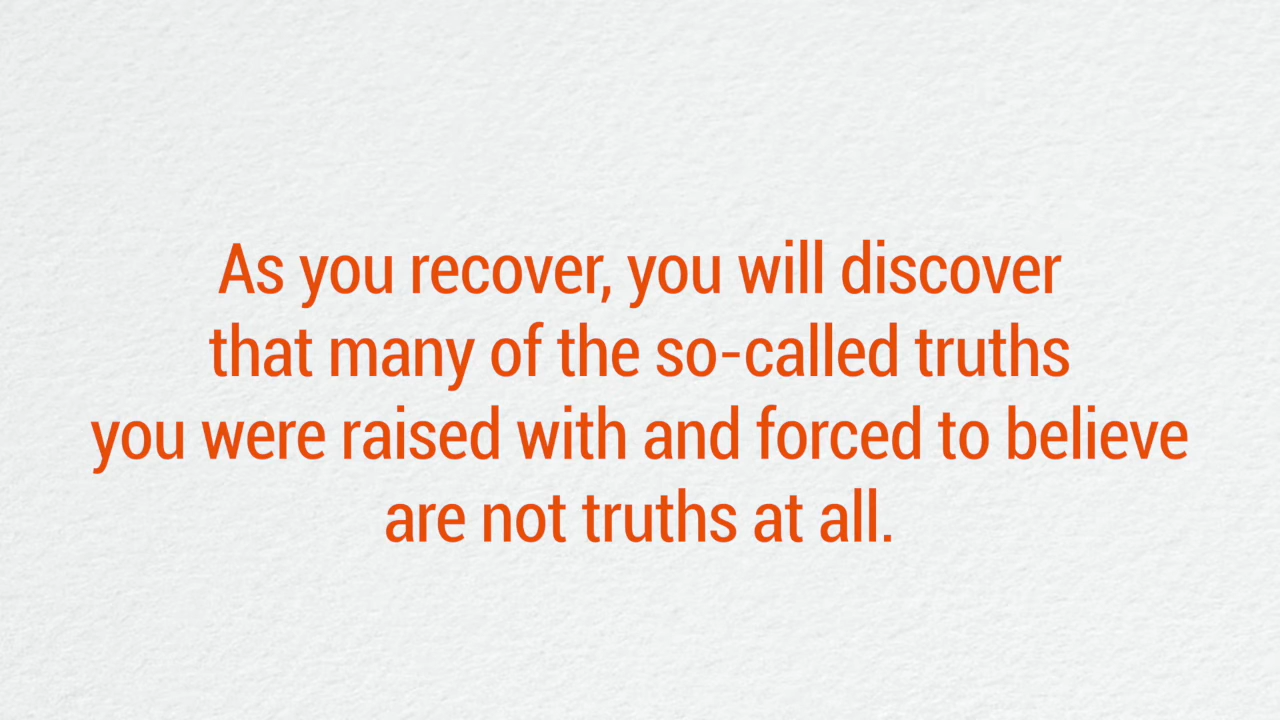 As you recover, you will discover
that many of the so-called truths
you were raised with and forced to believe
are not truths at all.